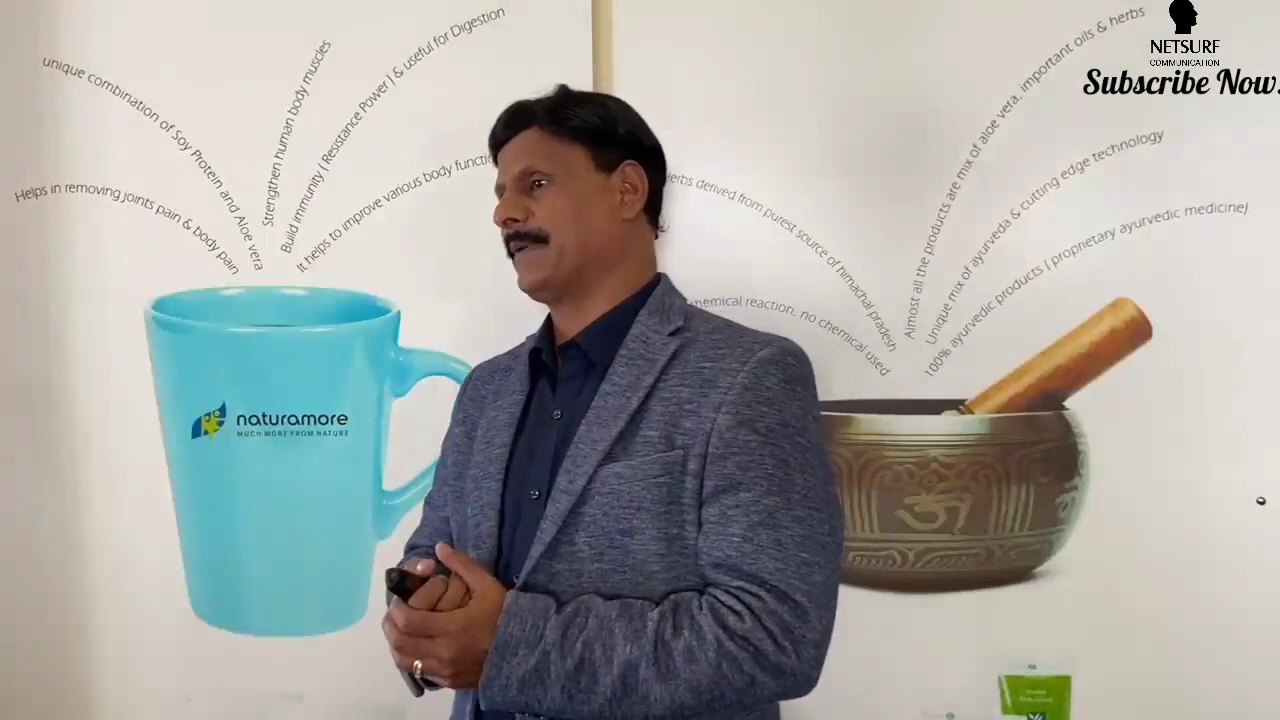 NETSURF
COMMUNICATION
Subscribe Now
unique combination of Soy Protein and Aloe vera
Helps in removing joints pain & body pain
Strengthen human body muscles
Build immunity (Resistance Power) & useful for Digestion
It helps to improve various body
naturamore
MUCH MORE FROM NATURE
derived from purest source of himachal pradesh
chemical reaction, no chemical used
Almost all the products are mix of aloe vera, important oils & herbs
Unique mix of ayurveda & cutting edge technology
100% ayurvedic products ( proprietary ayurvedic medicine).